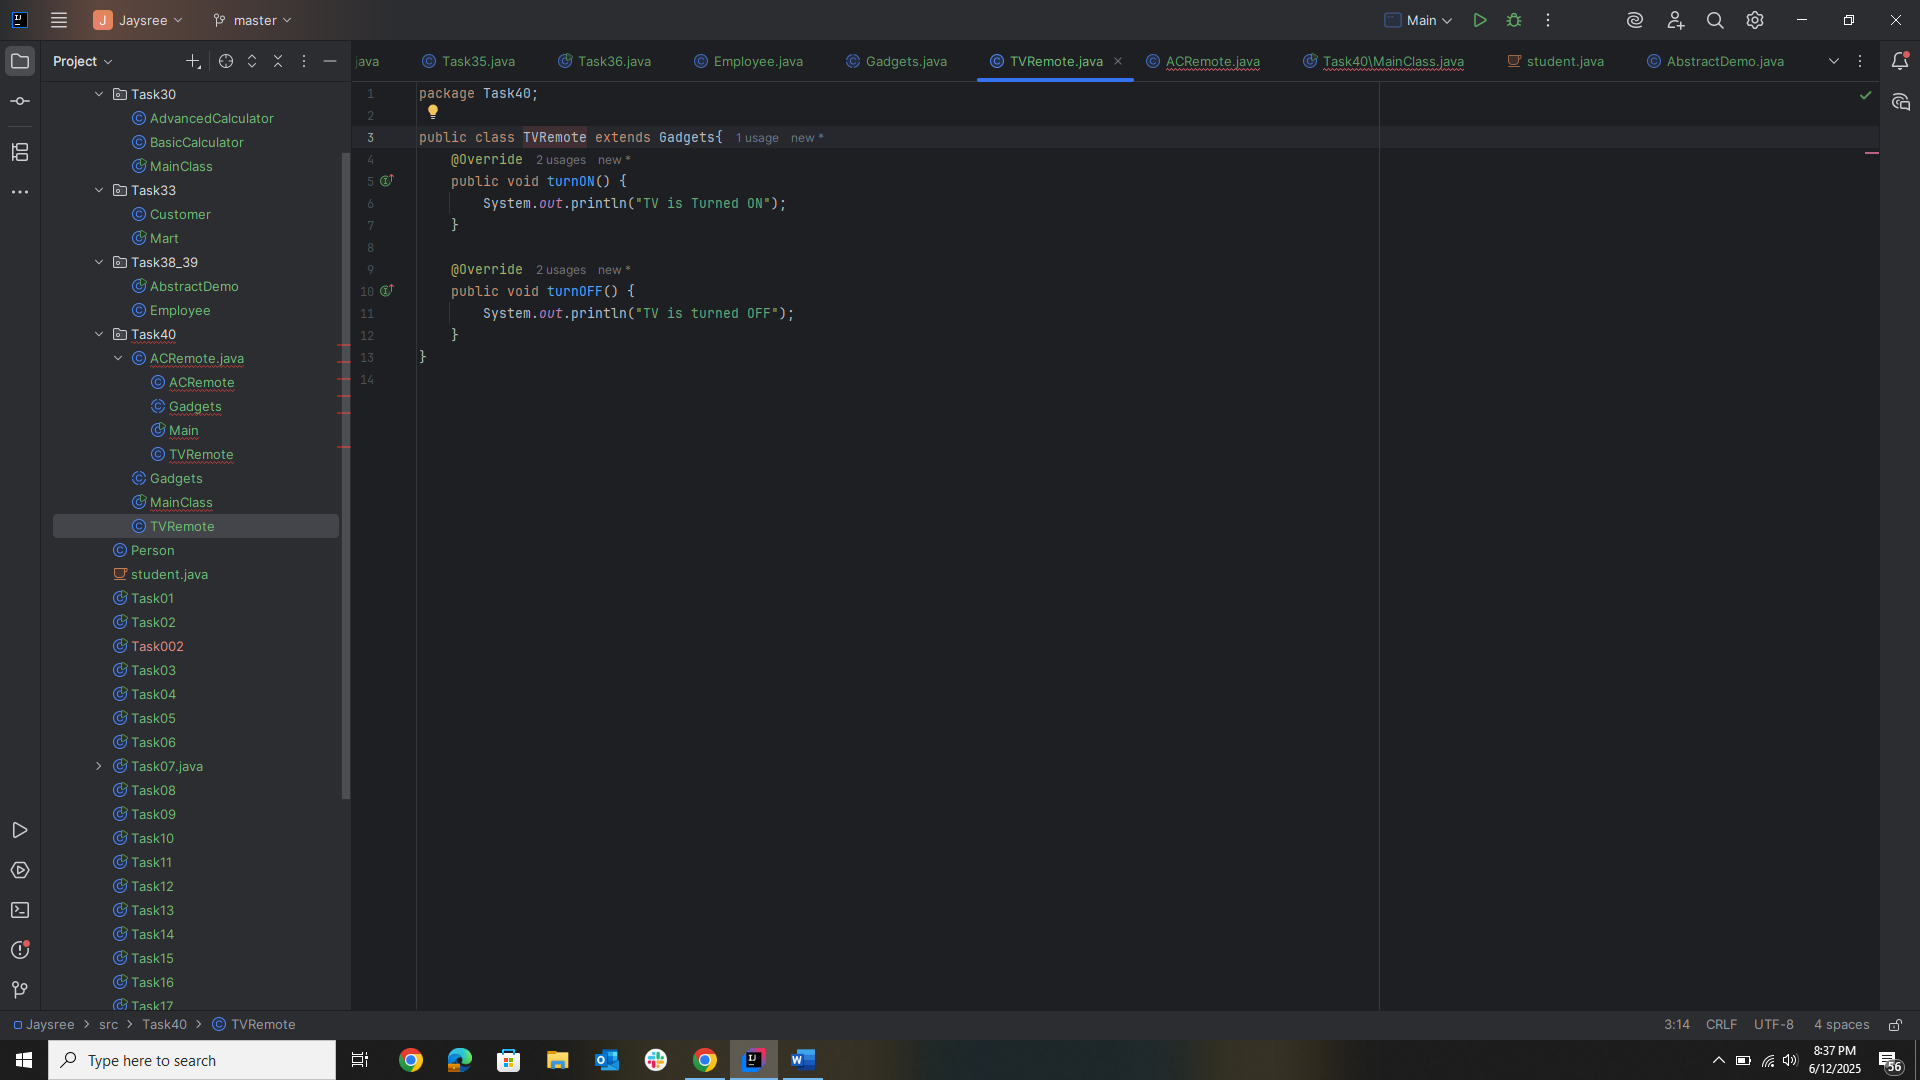 J Jaysree master Main
Project
java Task35.java Task36.java Employee.java Gadgets.java TVRemote.java ACRemote.java Task40\MainClass.java student.java AbstractDemo.java
Task30
AdvancedCalculator
BasicCalculator
MainClass
Task33
Customer
Mart
Task38_39
AbstractDemo
Employee
Task40
ACRemote.java
ACRemote
Gadgets
Main
TVRemote
Gadgets
MainClass
TVRemote
Person
student.java
Task01
Task02
Task002
Task03
Task04
Task05
Task06
Task07.java
Task08
Task09
Task10
Task11
Task12
Task13
Task14
Task15
Task16
Task17
1 package Task40;
2
3 public class TVRemote extends Gadgets{ 1 usage new *
4 @Override 2 usages new *
5 public void turnON() {
6 System.out.println("TV is Turned ON");
7 }
8
9 @Override 2 usages new *
10 public void turnOFF() {
11 System.out.println("TV is turned OFF");
12 }
13 }
14
Jaysree > src > Task40 > TVRemote 3:14 CRLF UTF-8 4 spaces
Type here to search
8:37 PM
6/12/2025
56